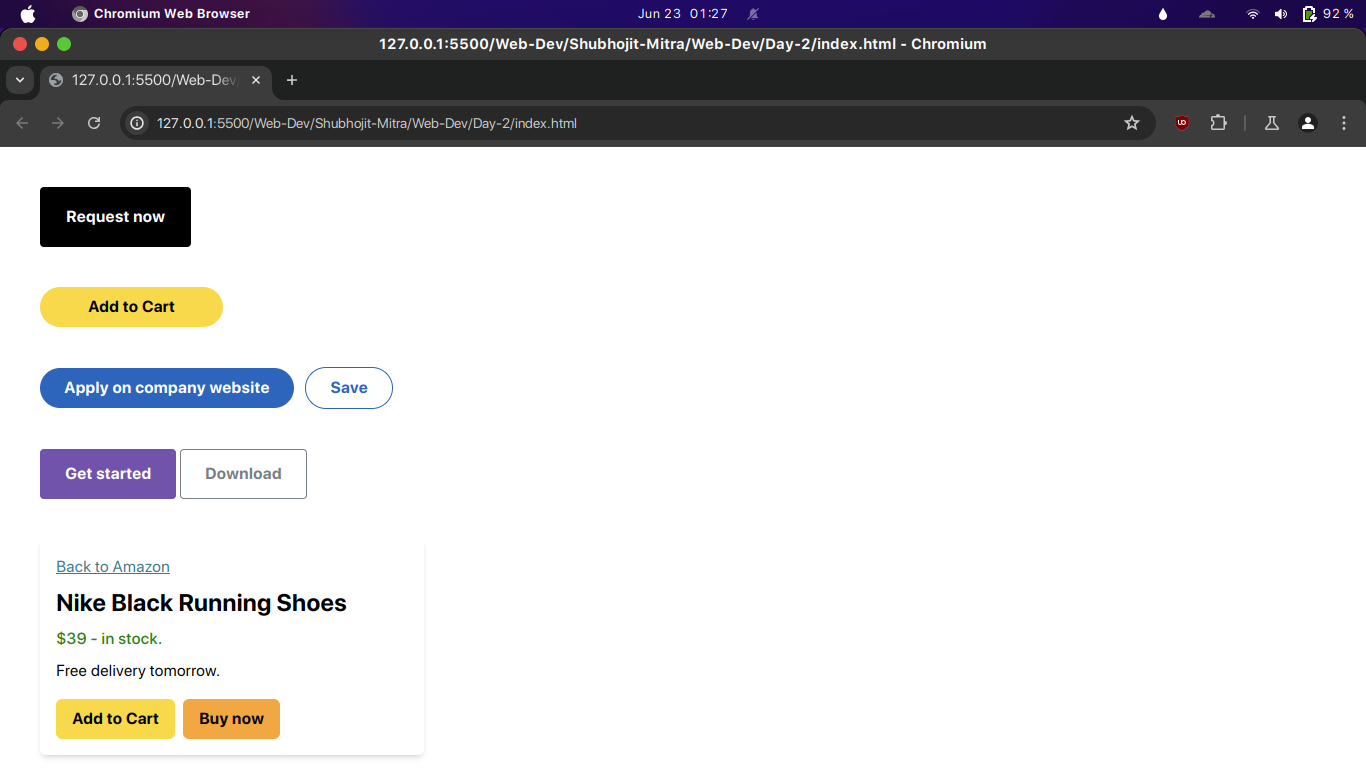 Chromium Web Browser Jun 23 01:27 92 %
127.0.0.1:5500/Web-Dev/Shubhojit-Mitra/Web-Dev/Day-2/index.html - Chromium
127.0.0.1:5500/Web-Dev
127.0.0.1:5500/Web-Dev/Shubhojit-Mitra/Web-Dev/Day-2/index.html
Request now
Add to Cart
Apply on company website Save
Get started Download
Back to Amazon
Nike Black Running Shoes
$39 - in stock.
Free delivery tomorrow.
Add to Cart Buy now